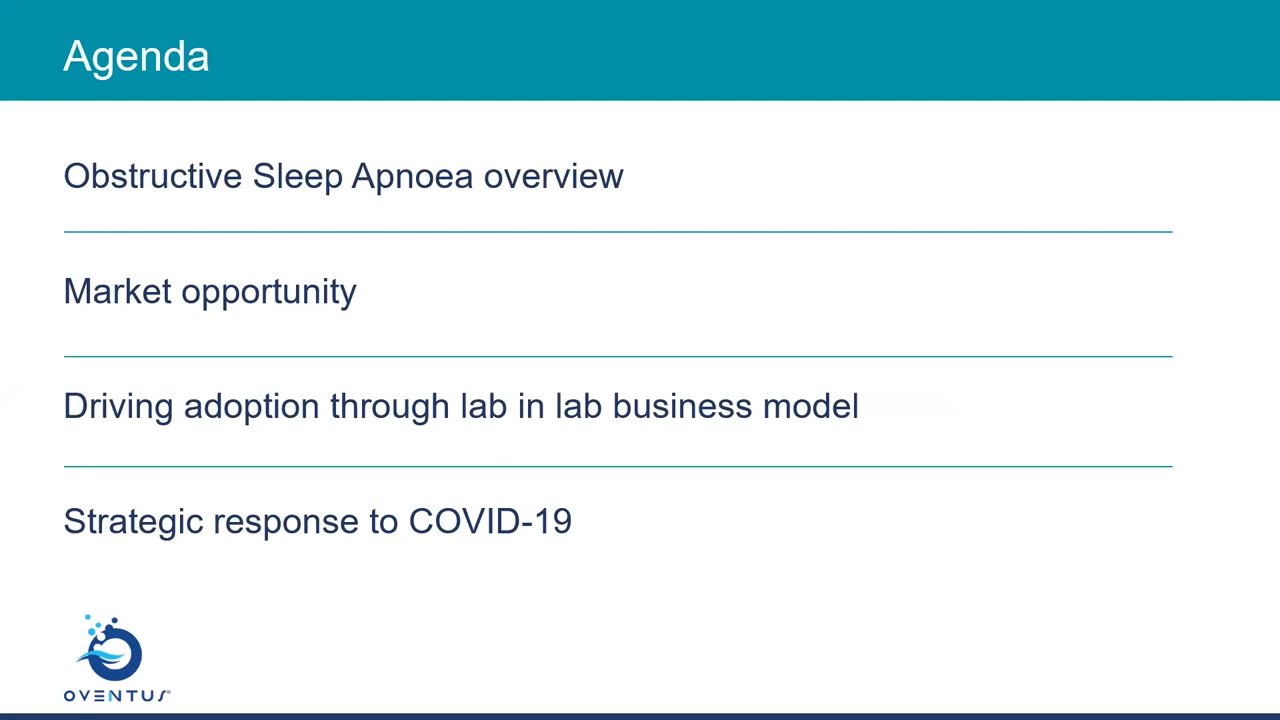 Agenda
Obstructive Sleep Apnoea overview
Market opportunity
Driving adoption through lab in lab business model
Strategic response to COVID-19
OVENTUS®